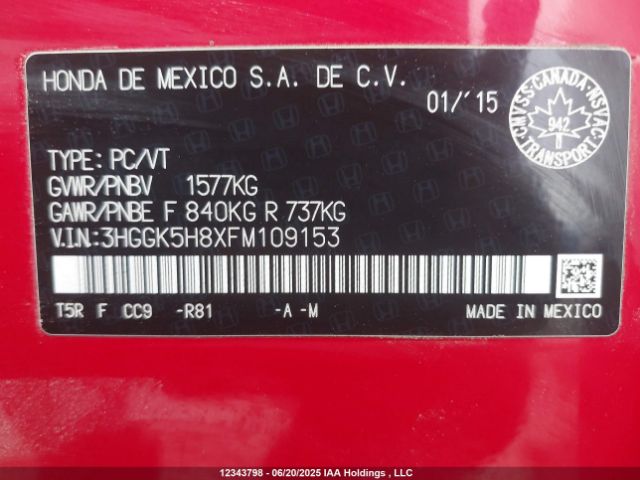 HONDA DE MEXICO S.A. DE C.V.
01/'15
CMVSS-CANADA-NSVAC
942
TRANSPORT
TYPE: PC/VT
GVWR/PNBV 1577KG
GAWR/PNBE F 840KG R 737KG
V.I.N:3HGGK5H8XFM109153
T5R F CC9 -R81 -A -M MADE IN MEXICO
12343798 - 06/20/2025 IAA Holdings , LLC